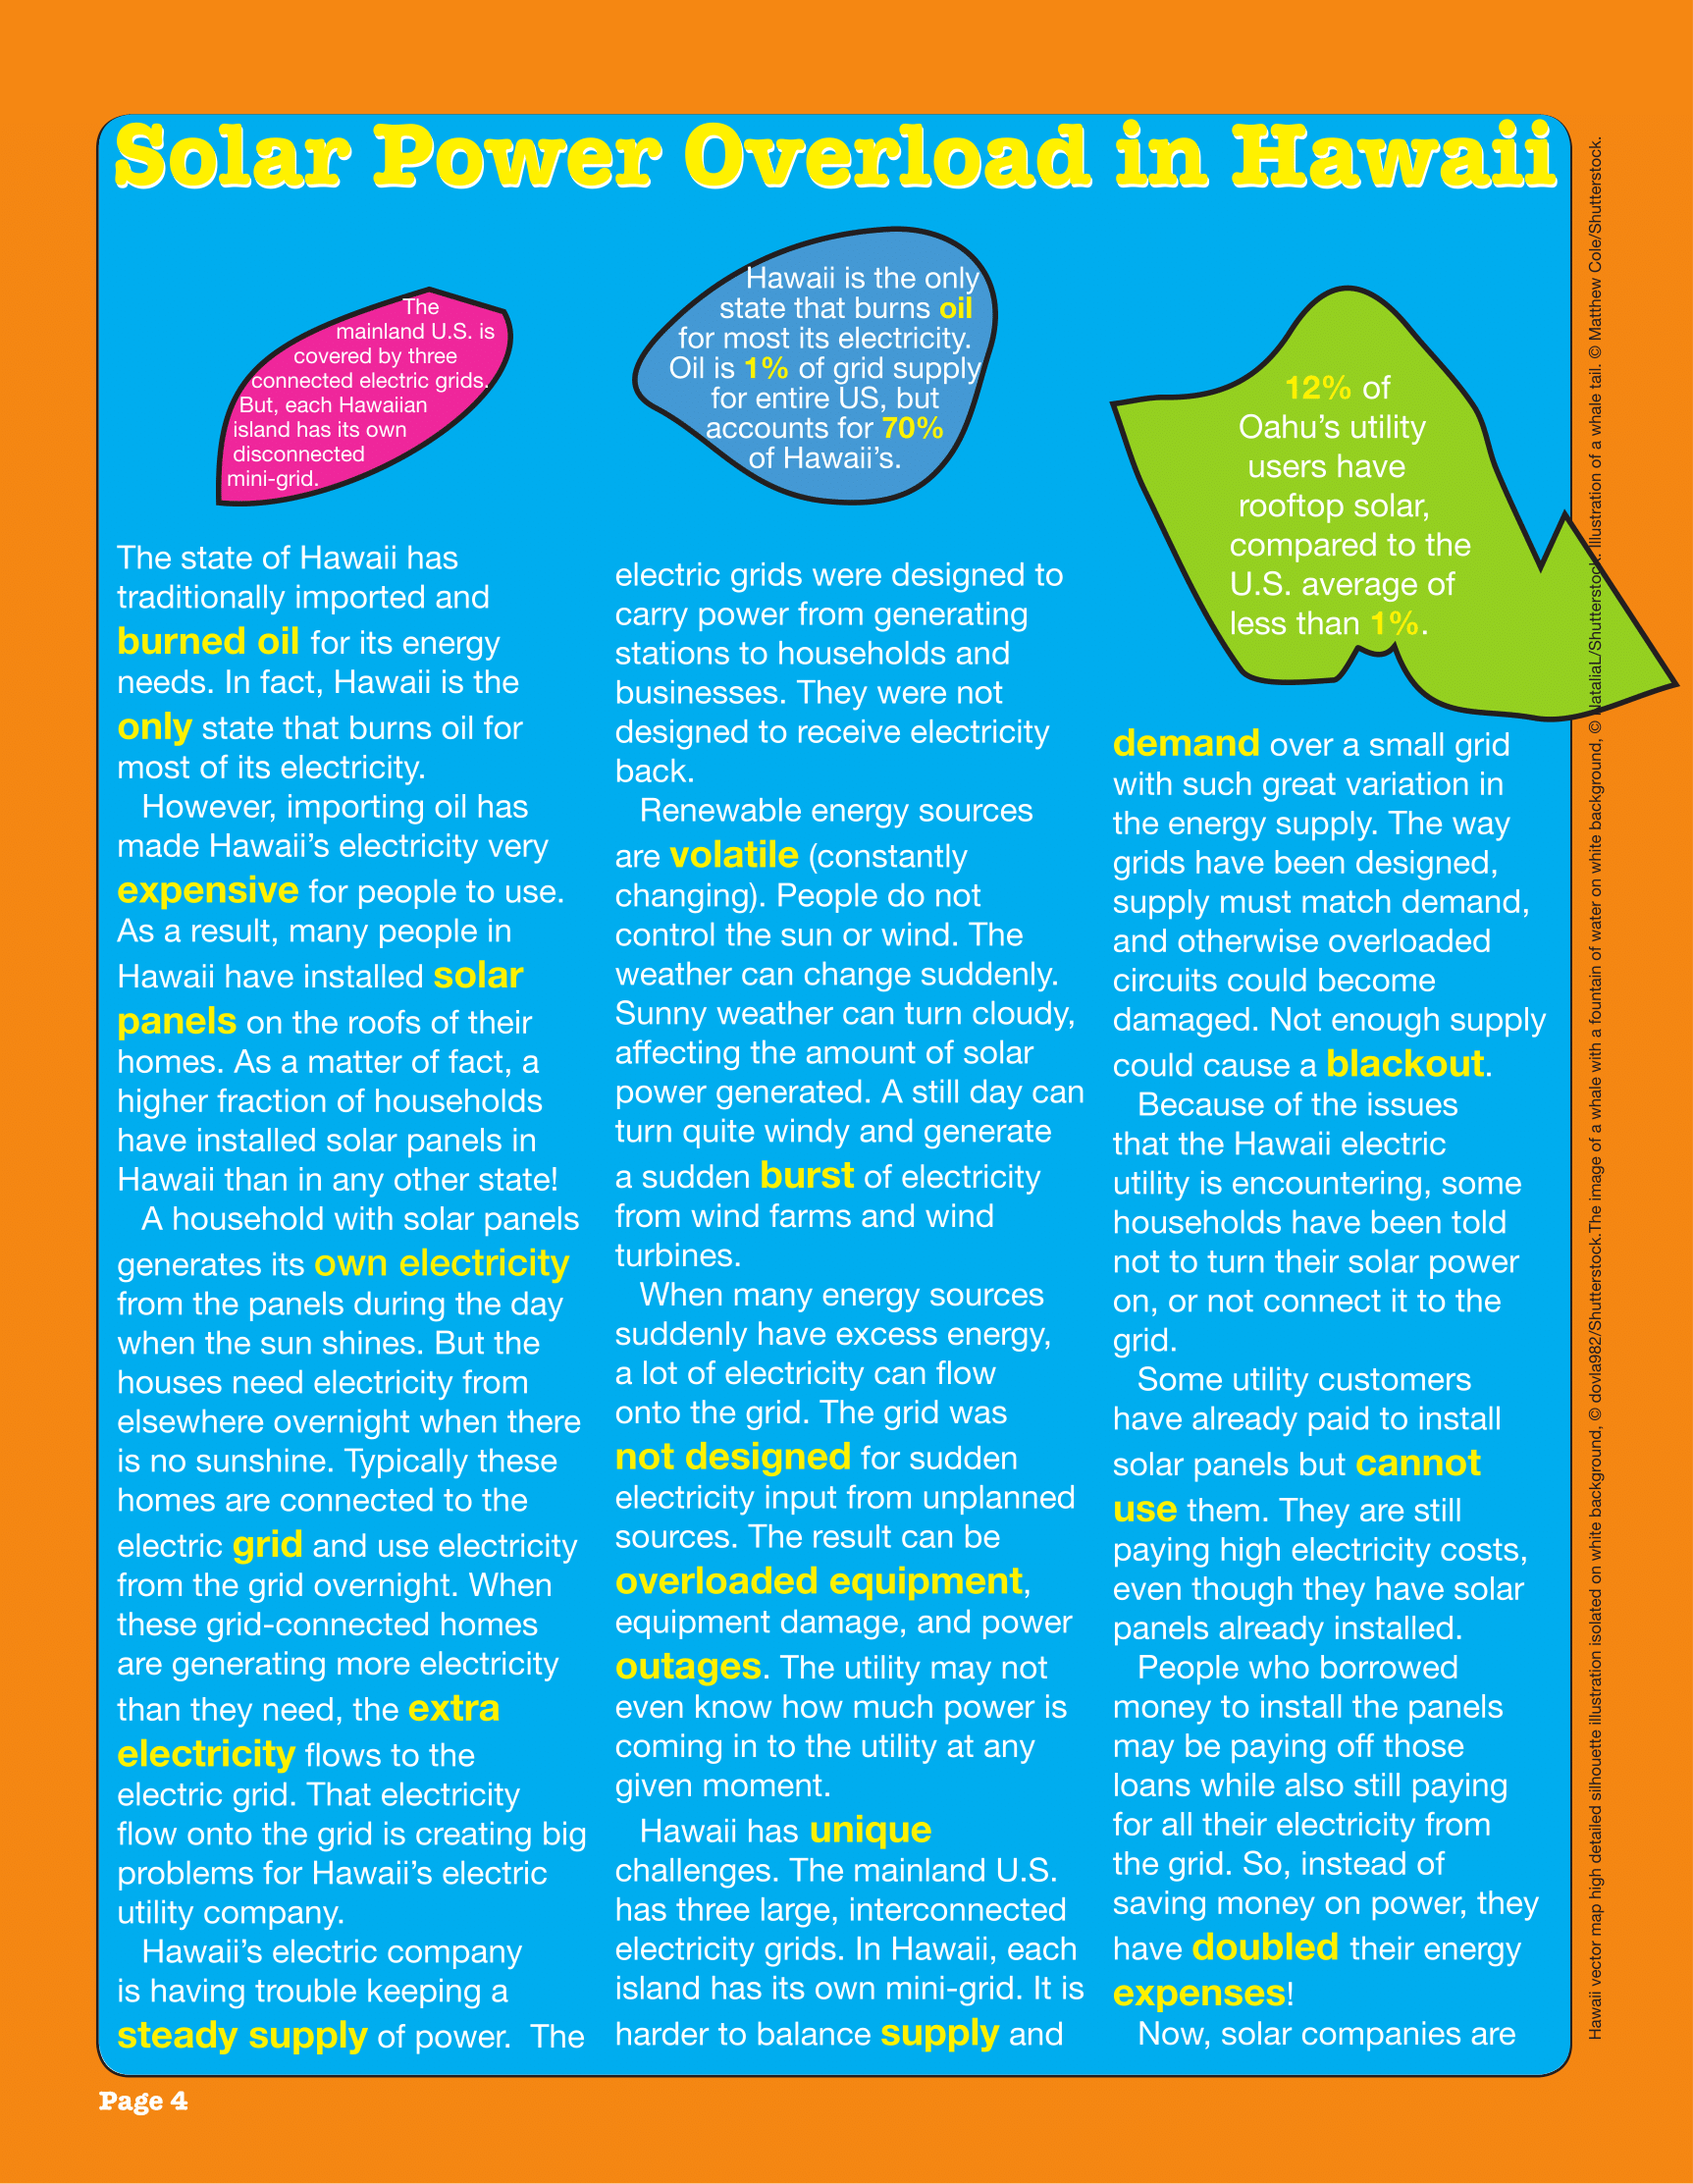 Solar Power Overload in Hawaii
The
mainland U.S. is
covered by three
connected electric grids.
But, each Hawaiian
island has its own
disconnected
mini-grid.
Hawaii is the only
state that burns oil
for most its electricity.
Oil is 1% of grid supply
for entire US, but
accounts for 70%
of Hawaii's.
12% of
Oahu's utility
users have
rooftop solar,
compared to the
U.S. average of
less than 1%.
The state of Hawaii has
traditionally imported and
burned oil for its energy
needs. In fact, Hawaii is the
only state that burns oil for
most of its electricity.
However, importing oil has
made Hawaii's electricity very
expensive for people to use.
As a result, many people in
Hawaii have installed solar
panels on the roofs of their
homes. As a matter of fact, a
higher fraction of households
have installed solar panels in
Hawaii than in any other state!
A household with solar panels
generates its own electricity
from the panels during the day
when the sun shines. But the
houses need electricity from
elsewhere overnight when there
is no sunshine. Typically these
homes are connected to the
electric grid and use electricity
from the grid overnight. When
these grid-connected homes
are generating more electricity
than they need, the extra
electricity flows to the
electric grid. That electricity
flow onto the grid is creating big
problems for Hawaii's electric
utility company.
Hawaii's electric company
is having trouble keeping a
steady supply of power.  The
electric grids were designed to
carry power from generating
stations to households and
businesses. They were not
designed to receive electricity
back.
Renewable energy sources
are volatile (constantly
changing). People do not
control the sun or wind. The
weather can change suddenly.
Sunny weather can turn cloudy,
affecting the amount of solar
power generated. A still day can
turn quite windy and generate
a sudden burst of electricity
from wind farms and wind
turbines.
When many energy sources
suddenly have excess energy,
a lot of electricity can flow
onto the grid. The grid was
not designed for sudden
electricity input from unplanned
sources. The result can be
overloaded equipment,
equipment damage, and power
outages. The utility may not
even know how much power is
coming in to the utility at any
given moment.
Hawaii has unique
challenges. The mainland U.S.
has three large, interconnected
electricity grids. In Hawaii, each
island has its own mini-grid. It is
harder to balance supply and
demand over a small grid
with such great variation in
the energy supply. The way
grids have been designed,
supply must match demand,
and otherwise overloaded
circuits could become
damaged. Not enough supply
could cause a blackout.
Because of the issues
that the Hawaii electric
utility is encountering, some
households have been told
not to turn their solar power
on, or not connect it to the
grid.
Some utility customers
have already paid to install
solar panels but cannot
use them. They are still
paying high electricity costs,
even though they have solar
panels already installed.
People who borrowed
money to install the panels
may be paying off those
loans while also still paying
for all their electricity from
the grid. So, instead of
saving money on power, they
have doubled their energy
expenses!
Now, solar companies are
Hawaii vector map high detailed silhouette illustration isolated on white background, © dovla982/Shutterstock.The image of a whale with a fountain of water on white background, © NataliaL/Shutterstock. Illustration of a whale tail. © Matthew Cole/Shutterstock.
Page 4